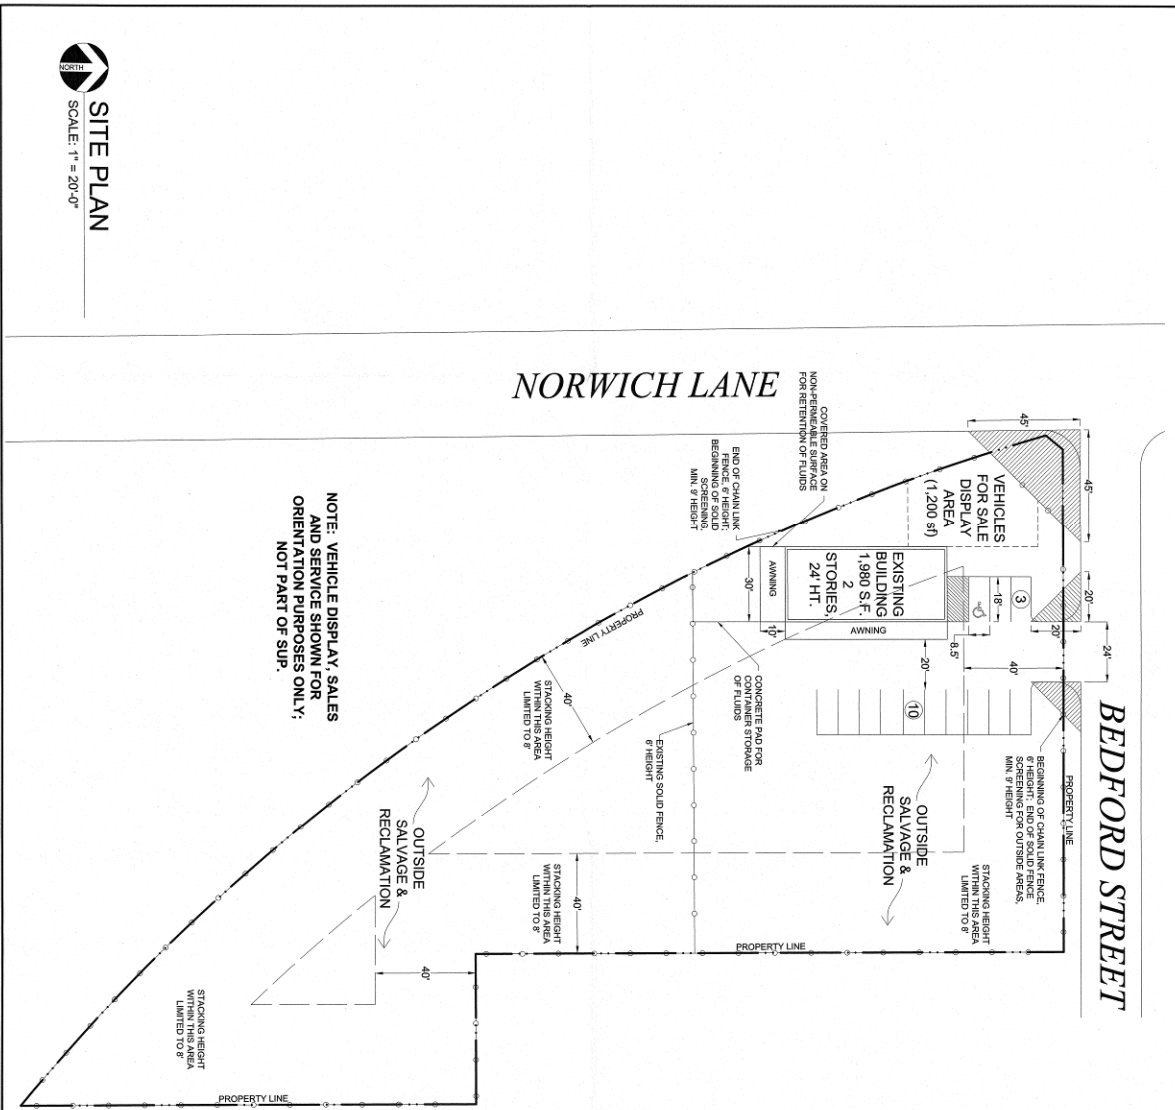 NORTH
SITE PLAN
SCALE: 1" = 20'-0"
NORWICH LANE
BEDFORD STREET
COVERED AREA ON
NON-PERMEABLE SURFACE
FOR RETENTION OF FLUIDS
END OF CHAIN LINK
FENCE, 6' HEIGHT;
BEGINNING OF SOLID
SCREENING,
MIN. 9' HEIGHT
45'
45'
VEHICLES
FOR SALE
DISPLAY
AREA
(1,200 sf)
EXISTING
BUILDING
1,980 S.F.
2
STORIES,
24' HT.
AWNING
30'
AWNING
10'
18'
3
20'
20'
24'
8.5'
40'
20'
10
BEGINNING OF CHAIN LINK FENCE,
6' HEIGHT; END OF SOLID FENCE
SCREENING FOR OUTSIDE AREAS,
MIN. 9' HEIGHT
PROPERTY LINE
CONCRETE PAD FOR
CONTAINER STORAGE
OF FLUIDS
EXISTING SOLID FENCE,
6' HEIGHT
OUTSIDE
SALVAGE &
RECLAMATION
STACKING HEIGHT
WITHIN THIS AREA
LIMITED TO 8'
PROPERTY LINE
PROPERTY LINE
40'
STACKING HEIGHT
WITHIN THIS AREA
LIMITED TO 8'
STACKING HEIGHT
WITHIN THIS AREA
LIMITED TO 8'
40'
OUTSIDE
SALVAGE &
RECLAMATION
40'
STACKING HEIGHT
WITHIN THIS AREA
LIMITED TO 8'
PROPERTY LINE
NOTE: VEHICLE DISPLAY, SALES
AND SERVICE SHOWN FOR
ORIENTATION PURPOSES ONLY;
NOT PART OF SUP.